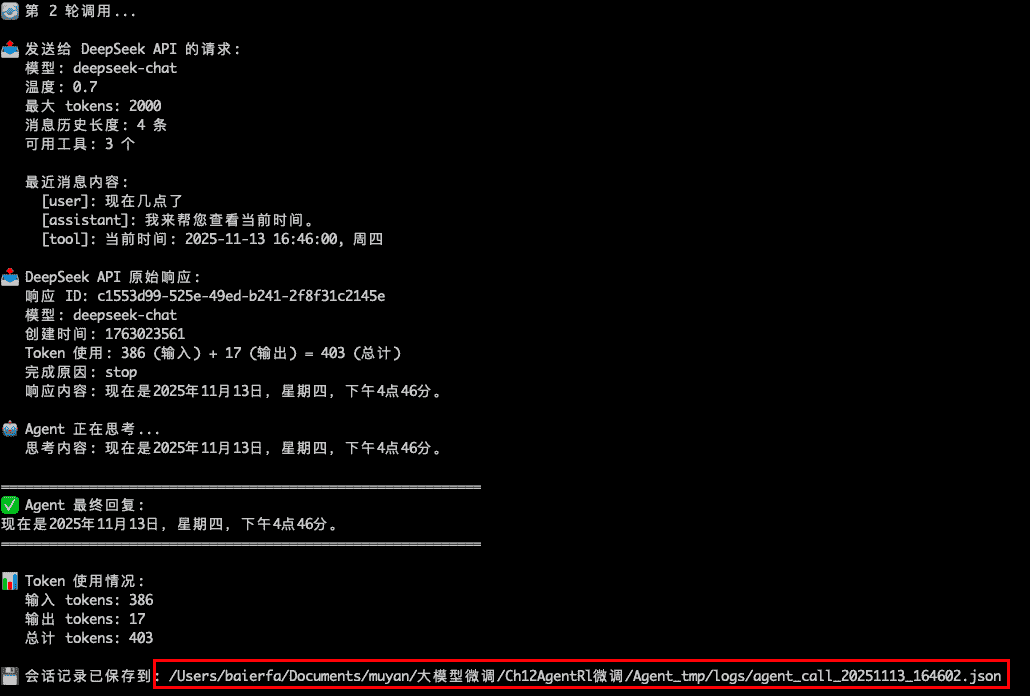 第 2 轮调用...
发送给 DeepSeek API 的请求:
模型: deepseek-chat
温度: 0.7
最大 tokens: 2000
消息历史长度: 4 条
可用工具: 3 个
最近消息内容:
[user]: 现在几点了
[assistant]: 我来帮您查看当前时间。
[tool]: 当前时间: 2025-11-13 16:46:00, 周四
DeepSeek API 原始响应:
响应 ID: c1553d99-525e-49ed-b241-2f8f31c2145e
模型: deepseek-chat
创建时间: 1763023561
Token 使用: 386 (输入) + 17 (输出) = 403 (总计)
完成原因: stop
响应内容: 现在是2025年11月13日, 星期四, 下午4点46分。
Agent 正在思考...
思考内容: 现在是2025年11月13日, 星期四, 下午4点46分。
Agent 最终回复:
现在是2025年11月13日, 星期四, 下午4点46分。
Token 使用情况:
输入 tokens: 386
输出 tokens: 17
总计 tokens: 403
会话记录已保存到: /Users/baierfa/Documents/muyan/大模型微调/Ch12AgentRl微调/Agent_tmp/logs/agent_call_20251113_164602.json